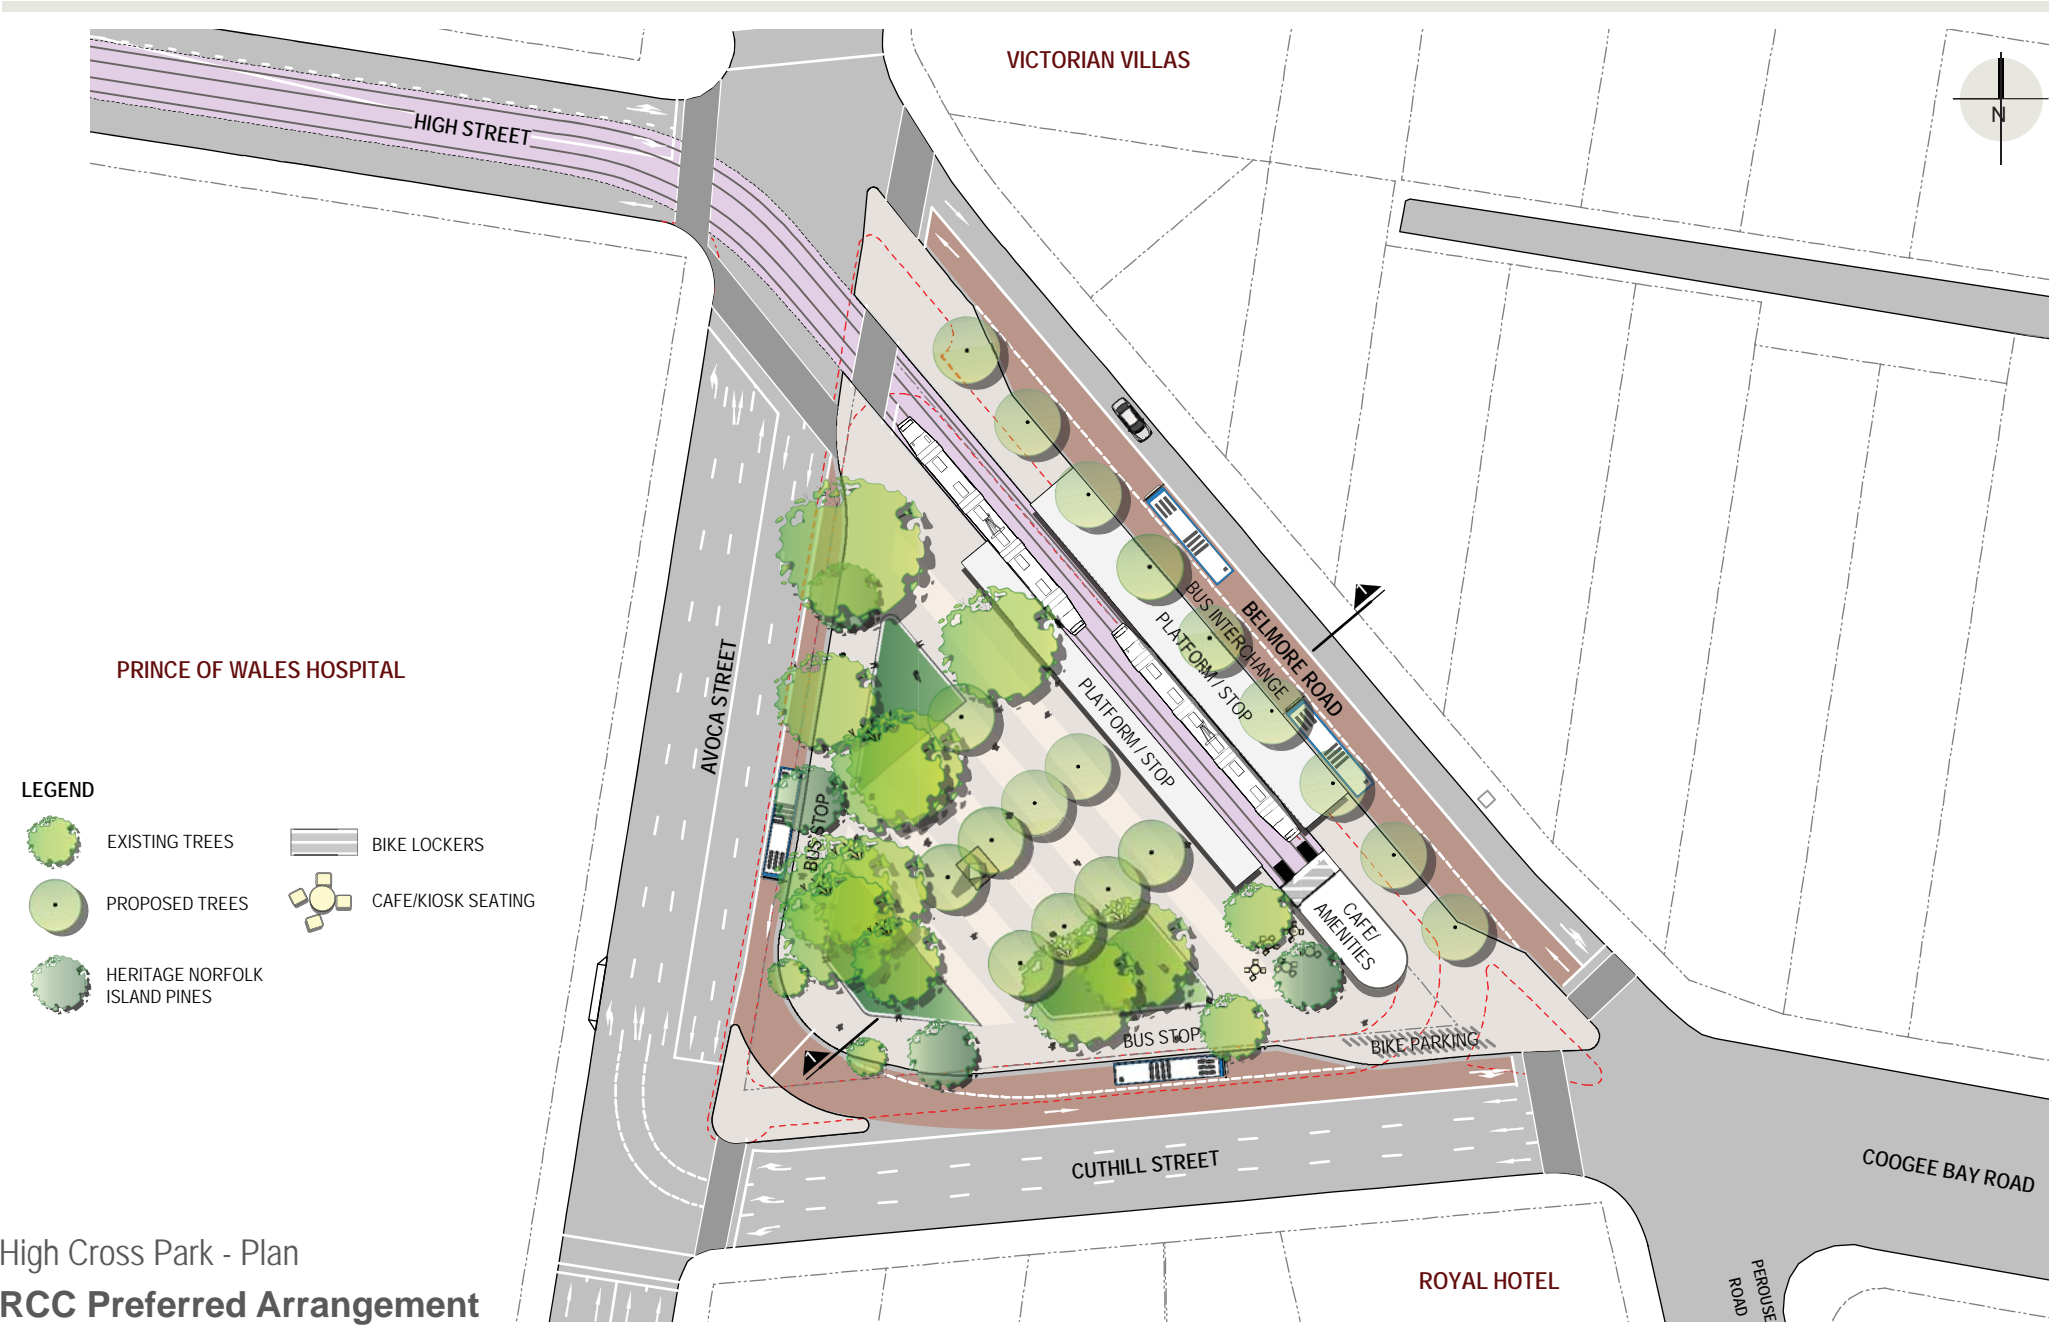 VICTORIAN VILLAS
N
HIGH STREET
PRINCE OF WALES HOSPITAL
AVOCA STREET
BUS INTERCHANGE
BELMORE ROAD
PLATFORM / STOP
PLATFORM / STOP
1
BUS STOP
LEGEND
EXISTING TREES
BIKE LOCKERS
PROPOSED TREES
CAFE/KIOSK SEATING
HERITAGE NORFOLK
ISLAND PINES
CAFE/
AMENITIES
BUS STOP
BIKE PARKING
1
CUTHILL STREET
COOGEE BAY ROAD
PEROUSE
ROAD
ROYAL HOTEL
High Cross Park - Plan
RCC Preferred Arrangement